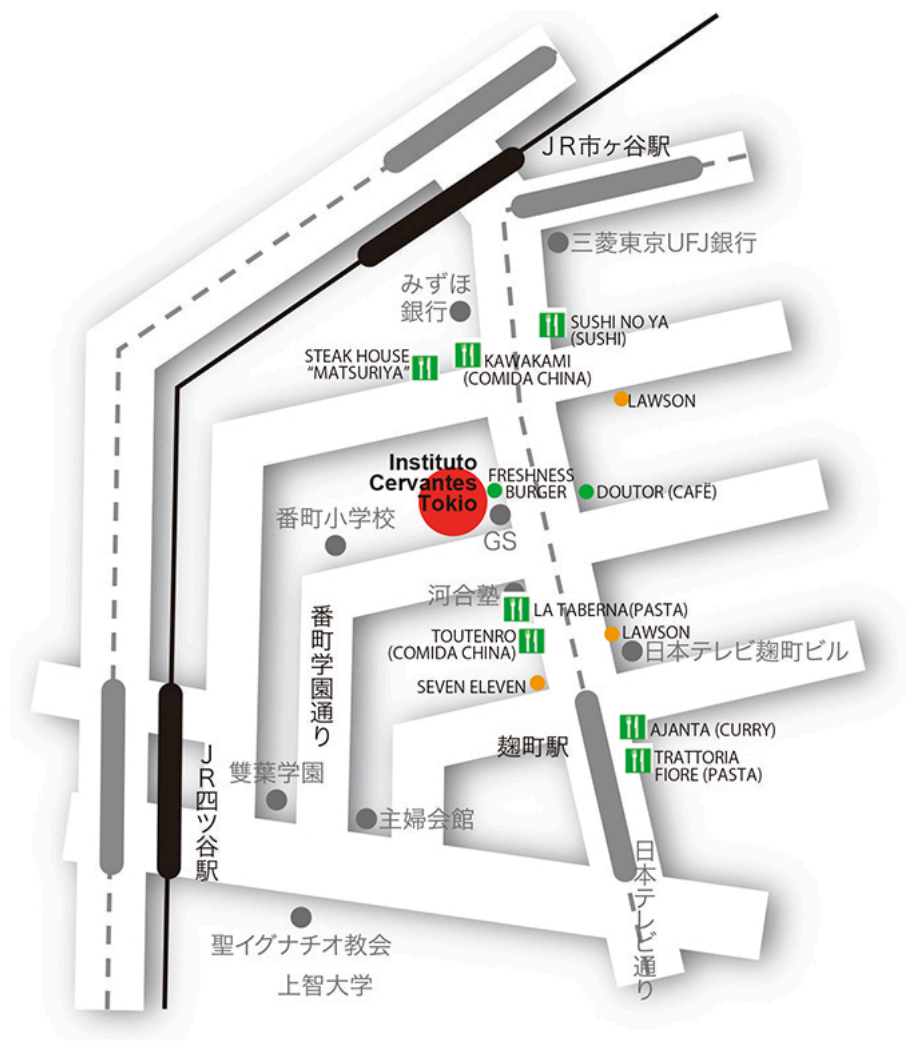 JR市ヶ谷駅
三菱東京UFJ銀行
みずほ
銀行
SUSHI NO YA
(SUSHI)
STEAK HOUSE
"MATSURIYA"
KAWAKAMI
(COMIDA CHINA)
LAWSON
Instituto
Cervantes
Tokio
FRESHNESS
BURGER
DOUTOR (CAFË)
番町小学校
GS
河合塾
LA TABERNA(PASTA)
番町学園通り
TOUTENRO
(COMIDA CHINA)
LAWSON
日本テレビ麹町ビル
SEVEN ELEVEN
麹町駅
AJANTA (CURRY)
TRATTORIA
FIORE (PASTA)
JR四ツ谷駅
雙葉学園
主婦会館
日本テレビ通り
聖イグナチオ教会
上智大学